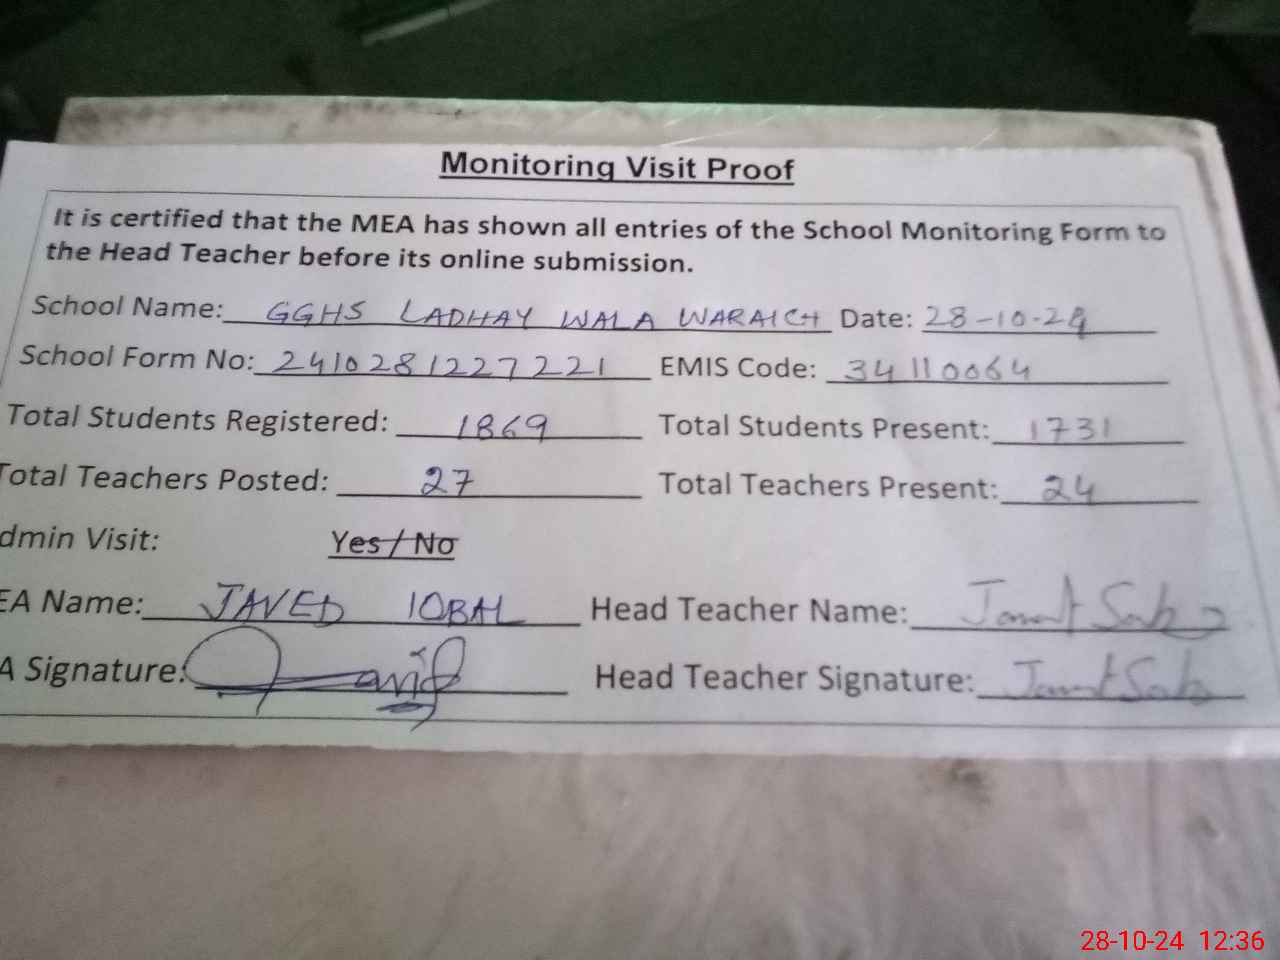 Monitoring Visit Proof
It is certified that the MEA has shown all entries of the School Monitoring Form to
the Head Teacher before its online submission.
School Name: GGHS LADHAY WALA WARAICH Date: 28-10-24
School Form No: 2410281227221 EMIS Code: 34110064
Total Students Registered: 1869 Total Students Present: 1731
Total Teachers Posted: 27 Total Teachers Present: 24
dmin Visit: Yes / No
EA Name: JAVED IQBAL Head Teacher Name:
A Signature: Head Teacher Signature:
28-10-24 12:36